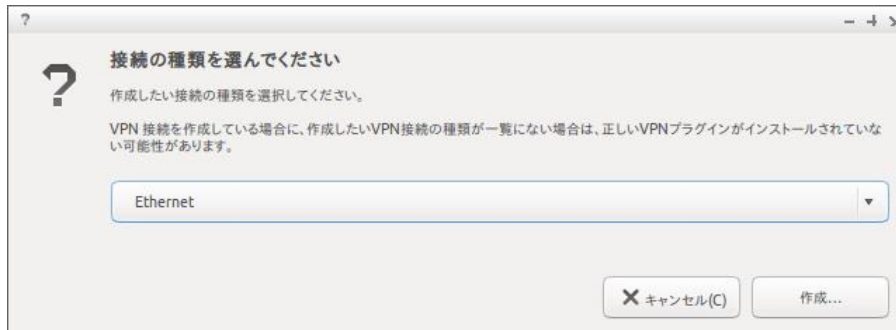 ?
接続の種類を選んでください
?
作成したい接続の種類を選択してください。
VPN 接続を作成している場合に、作成したいVPN接続の種類が一覧にない場合は、正しいVPNプラグインがインストールされていな
い可能性があります。
Ethernet
キャンセル(C)
作成...